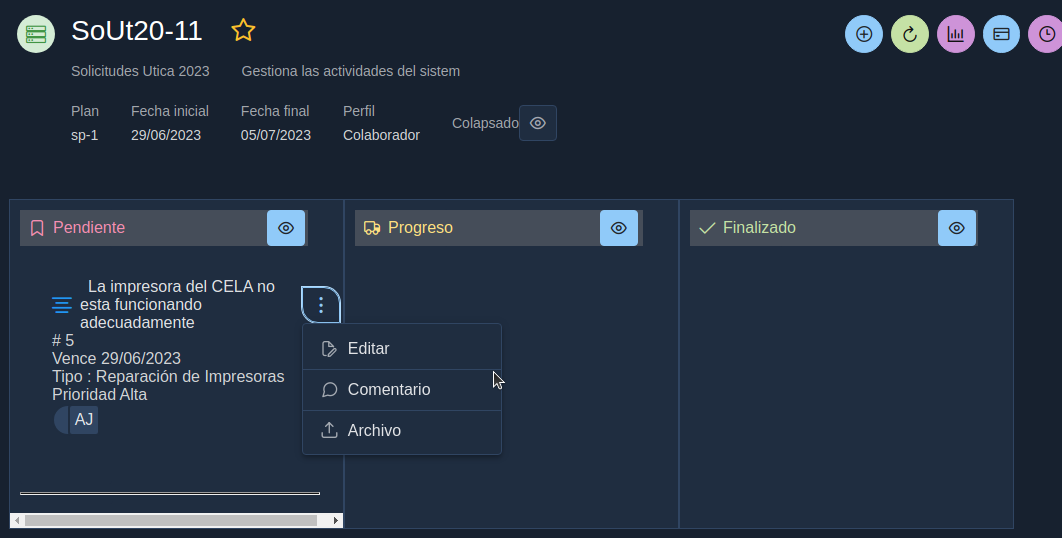 SoUt20-11
Solicitudes Utica 2023 Gestiona las actividades del sistem
Plan Fecha inicial Fecha final Perfil
sp-1 29/06/2023 05/07/2023 Colaborador
Colapsado
Pendiente Progreso Finalizado
La impresora del CELA no
esta funcionando
adecuadamente
# 5
Vence 29/06/2023
Tipo : Reparación de Impresoras
Prioridad Alta
AJ
Editar
Comentario
Archivo